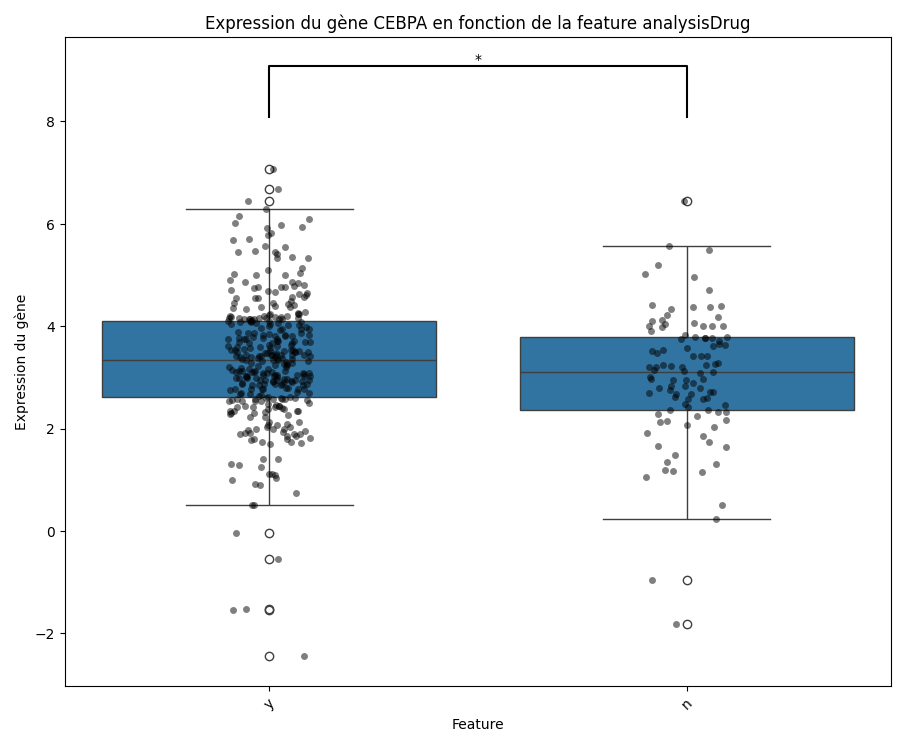 Expression du gène CEBPA en fonction de la feature analysisDrug
*
8
6
4
2
0
−2
Expression du gène
y
n
Feature